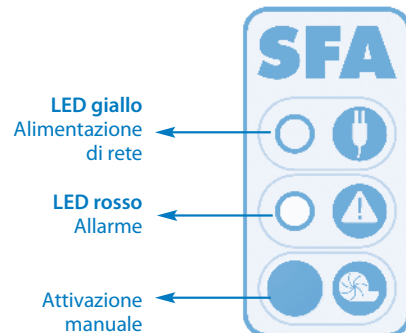 SFA
LED giallo
Alimentazione
di rete
LED rosso
Allarme
Attivazione
manuale